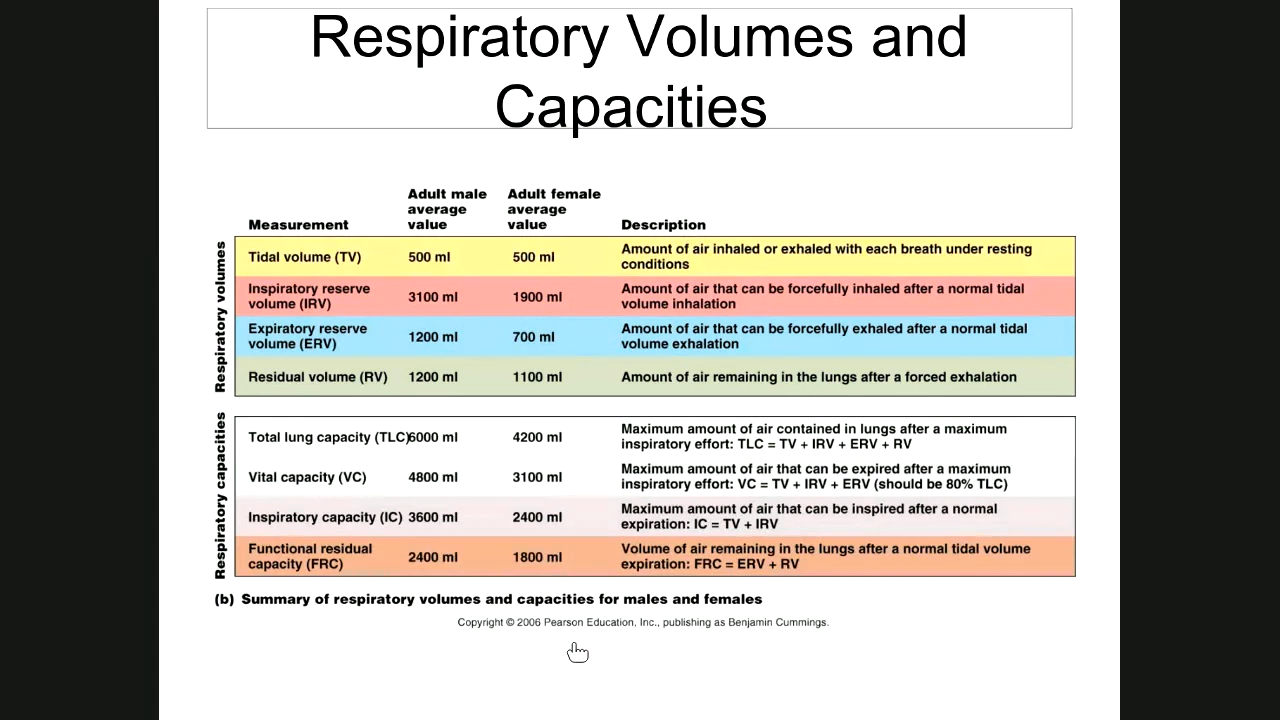 Respiratory Volumes and
Capacities
Measurement
Adult male
average
value
Adult female
average
value
Description
Respiratory volumes
Tidal volume (TV)
500 ml
500 ml
Amount of air inhaled or exhaled with each breath under resting
conditions
Inspiratory reserve
volume (IRV)
3100 ml
1900 ml
Amount of air that can be forcefully inhaled after a normal tidal
volume inhalation
Expiratory reserve
volume (ERV)
1200 ml
700 ml
Amount of air that can be forcefully exhaled after a normal tidal
volume exhalation
Residual volume (RV)
1200 ml
1100 ml
Amount of air remaining in the lungs after a forced exhalation
Respiratory capacities
Total lung capacity (TLC)
6000 ml
4200 ml
Maximum amount of air contained in lungs after a maximum
inspiratory effort: TLC = TV + IRV + ERV + RV
Vital capacity (VC)
4800 ml
3100 ml
Maximum amount of air that can be expired after a maximum
inspiratory effort: VC = TV + IRV + ERV (should be 80% TLC)
Inspiratory capacity (IC)
3600 ml
2400 ml
Maximum amount of air that can be inspired after a normal
expiration: IC = TV + IRV
Functional residual
capacity (FRC)
2400 ml
1800 ml
Volume of air remaining in the lungs after a normal tidal volume
expiration: FRC = ERV + RV
(b) Summary of respiratory volumes and capacities for males and females
Copyright © 2006 Pearson Education, Inc., publishing as Benjamin Cummings.